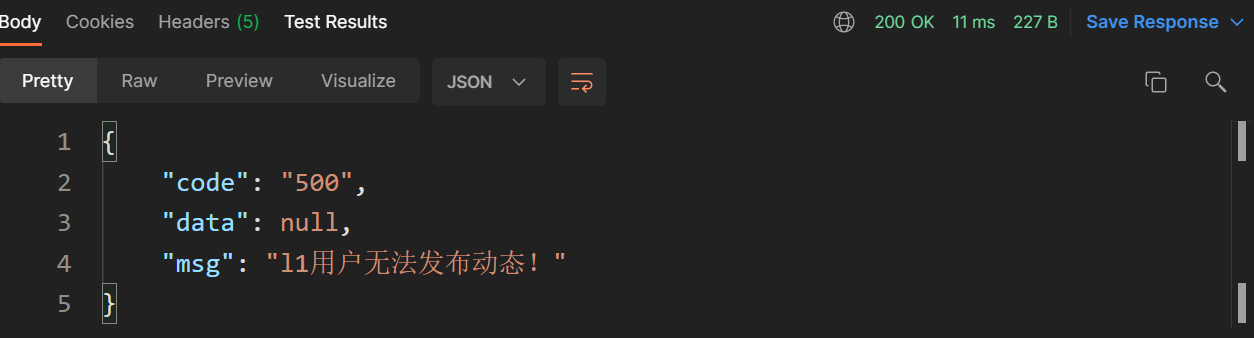 Body Cookies Headers (5) Test Results 200 OK 11 ms 227 B Save Response
Pretty Raw Preview Visualize JSON
1 {
2 "code": "500",
3 "data": null,
4 "msg": "l1用户无法发布动态！"
5 }